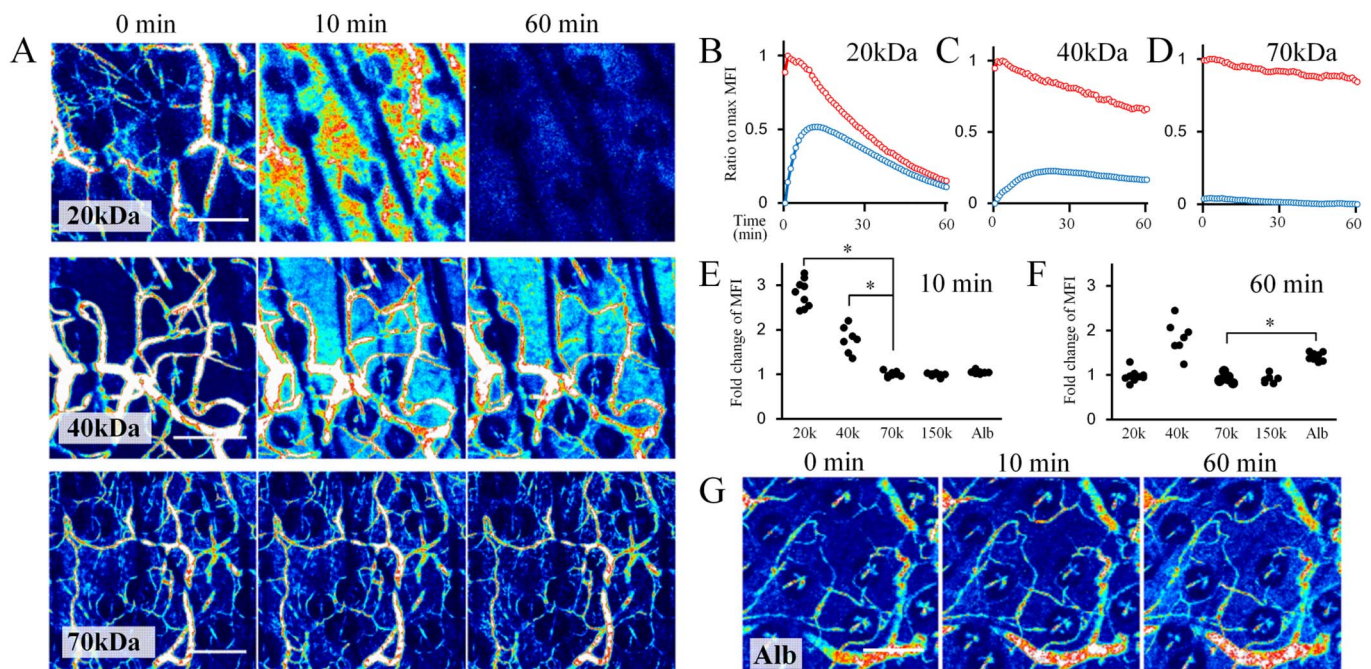 0 min
10 min
60 min
A
20kDa
40kDa
70kDa
B
20kDa
Ratio to max MFI
1
0.5
0
Time
(min)
0
30
60
C
40kDa
1
0.5
0
0
30
60
D
70kDa
1
0.5
0
0
30
60
E
10 min
Fold change of MFI
3
2
1
0
20k
40k
70k
150k
Alb
*
*
F
60 min
Fold change of MFI
3
2
1
0
20k
40k
70k
150k
Alb
*
G
0 min
10 min
60 min
Alb